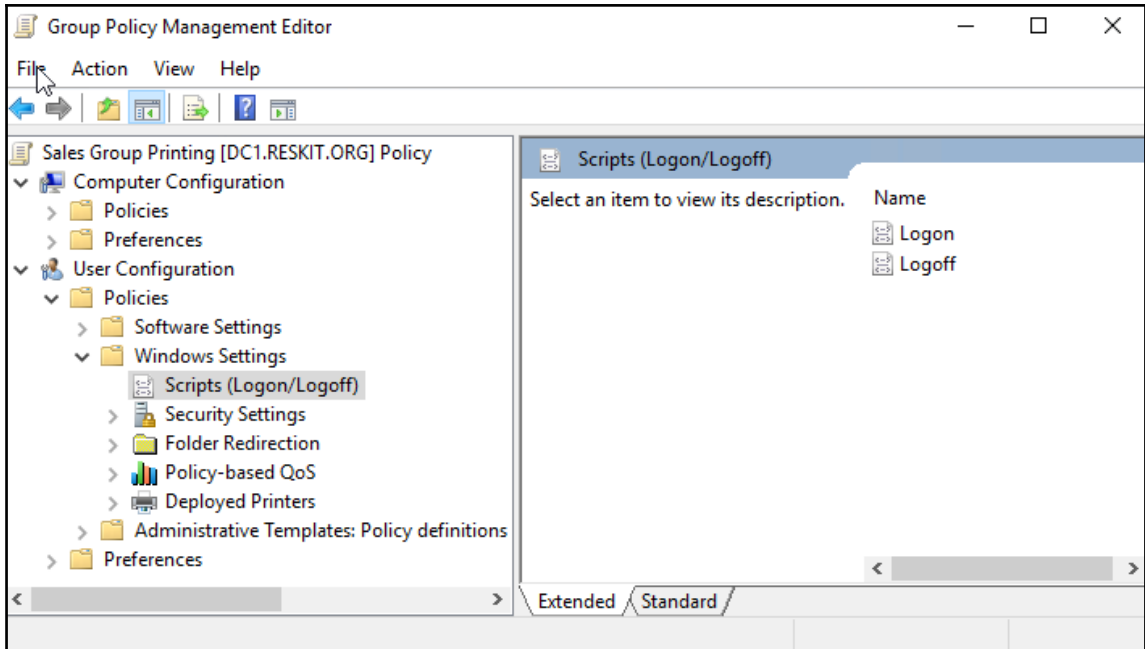 Group Policy Management Editor
File Action View Help
Sales Group Printing [DC1.RESKIT.ORG] Policy
Computer Configuration
Policies
Preferences
User Configuration
Policies
Software Settings
Windows Settings
Scripts (Logon/Logoff)
Security Settings
Folder Redirection
Policy-based QoS
Deployed Printers
Administrative Templates: Policy definitions
Preferences
Scripts (Logon/Logoff)
Select an item to view its description.
Name
Logon
Logoff
Extended Standard